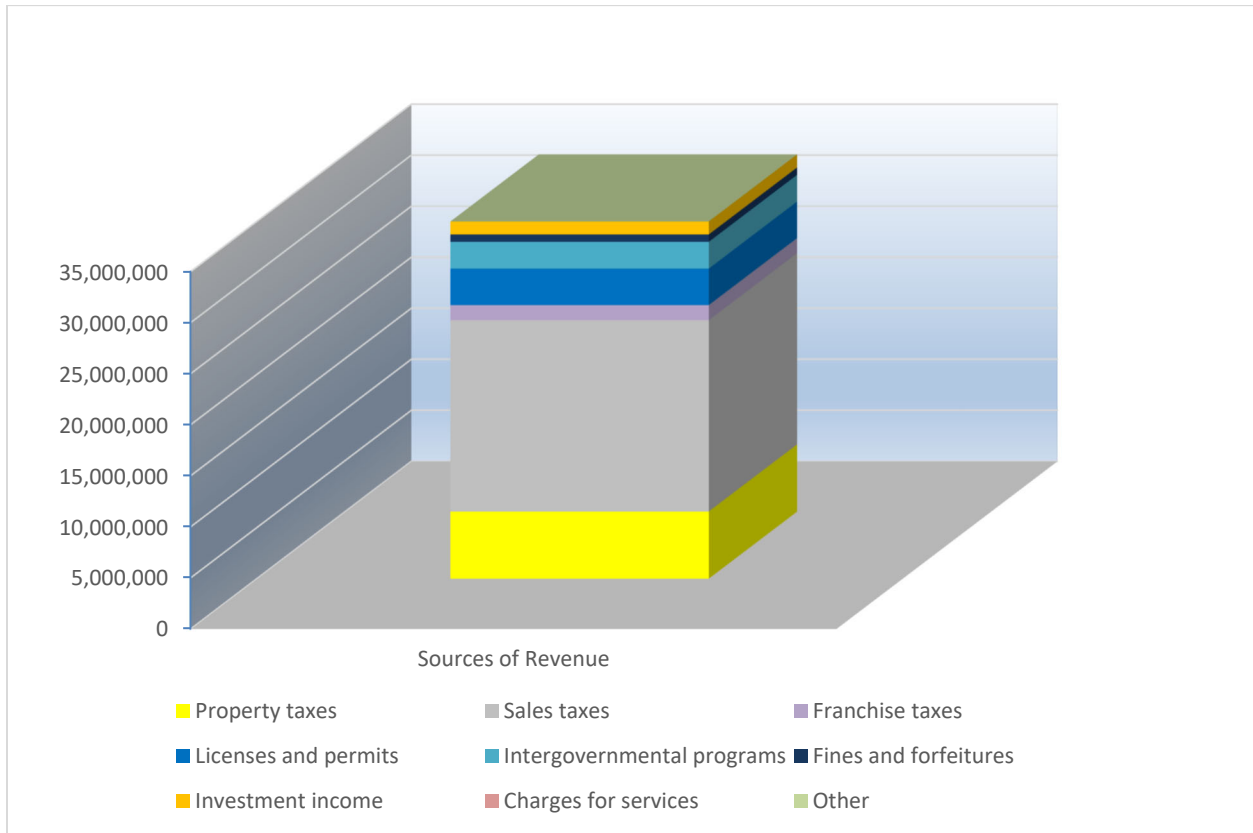 35,000,000
30,000,000
25,000,000
20,000,000
15,000,000
10,000,000
5,000,000
0
Sources of Revenue
Property taxes
Sales taxes
Franchise taxes
Licenses and permits
Intergovernmental programs
Fines and forfeitures
Investment income
Charges for services
Other